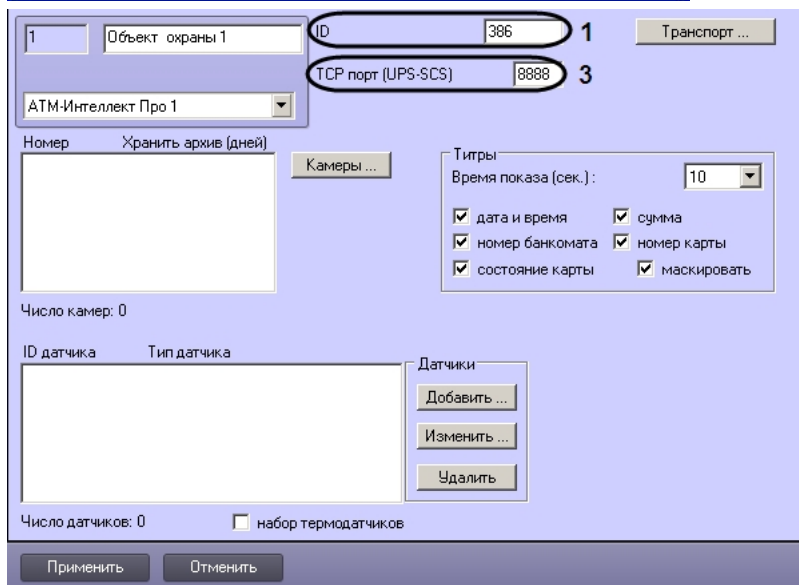 1 Объект охраны 1 ID 386 1 Транспорт ...
TCP порт (UPS-SCS) 8888 3
АТМ-Интеллект Про 1
Номер Хранить архив (дней)
Камеры ...
Титры
Время показа (сек.) : 10
дата и время сумма
номер банкомата номер карты
состояние карты маскировать
Число камер: 0
ID датчика Тип датчика
Датчики
Добавить ...
Изменить ...
Удалить
Число датчиков: 0 набор термодатчиков
Применить Отменить